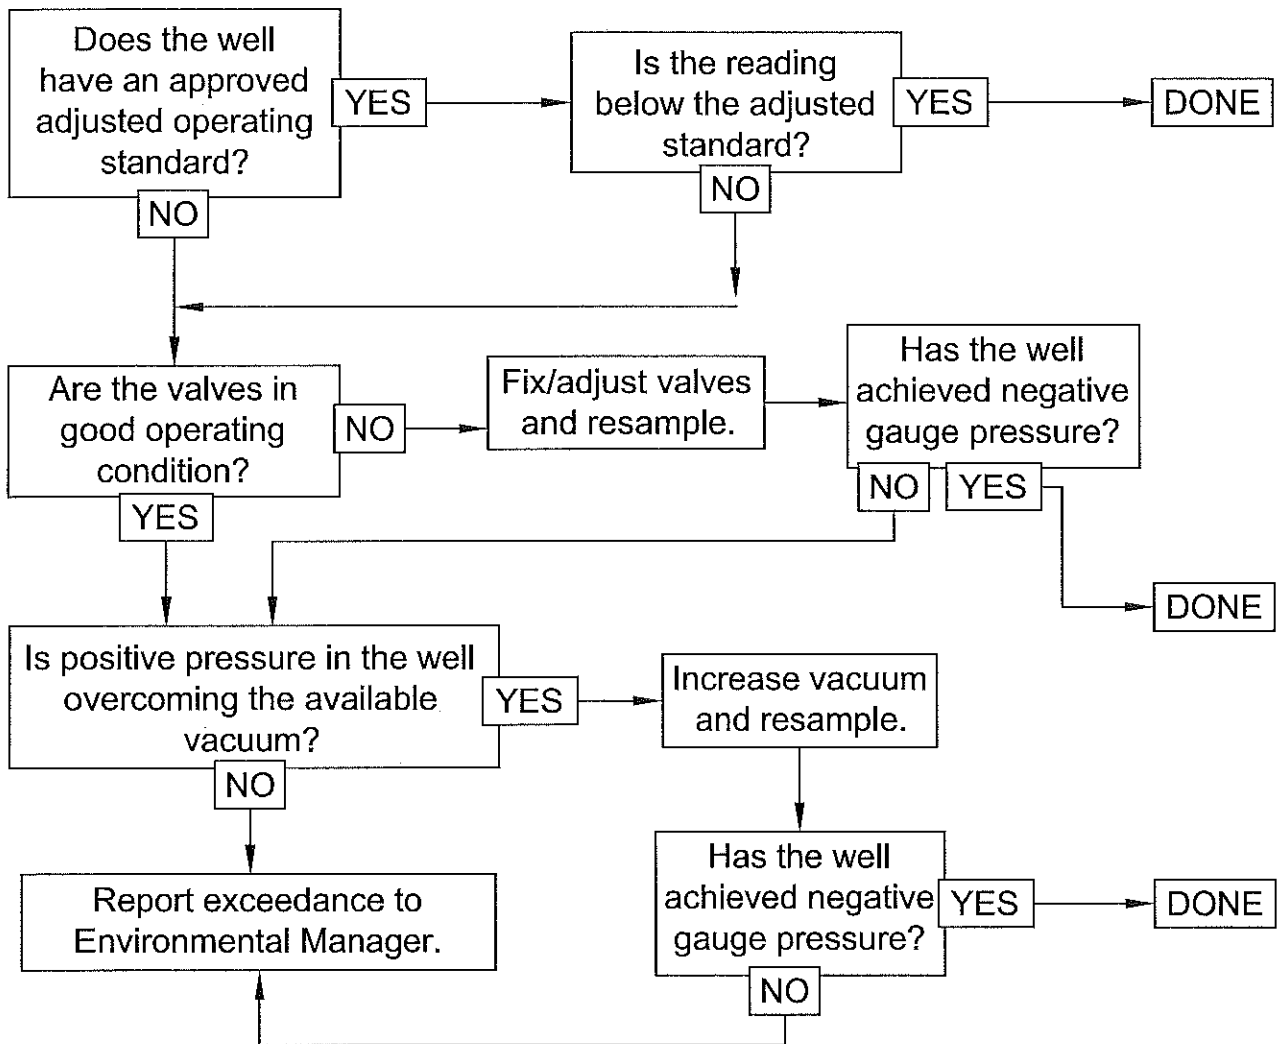 Does the well
have an approved
adjusted operating
standard?
YES
NO
Is the reading
below the adjusted
standard?
YES
NO
DONE
Are the valves in
good operating
condition?
NO
YES
Fix/adjust valves
and resample.
Has the well
achieved negative
gauge pressure?
NO
YES
DONE
Is positive pressure in the well
overcoming the available
vacuum?
YES
NO
Increase vacuum
and resample.
Has the well
achieved negative
gauge pressure?
YES
NO
DONE
Report exceedance to
Environmental Manager.